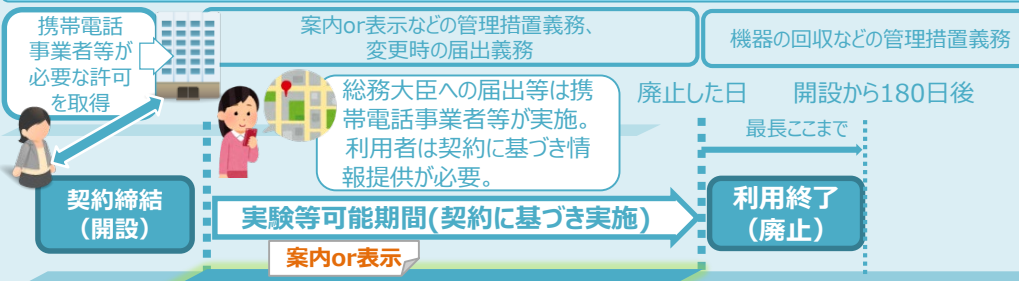 携帯電話
事業者等が
必要な許可
を取得
案内or表示などの管理措置義務、
変更時の届出義務
機器の回収などの管理措置義務
総務大臣への届出等は携
帯電話事業者等が実施。
利用者は契約に基づき情
報提供が必要。
廃止した日
開設から180日後
最長ここまで
契約締結
(開設)
実験等可能期間(契約に基づき実施)
利用終了
(廃止)
案内or表示